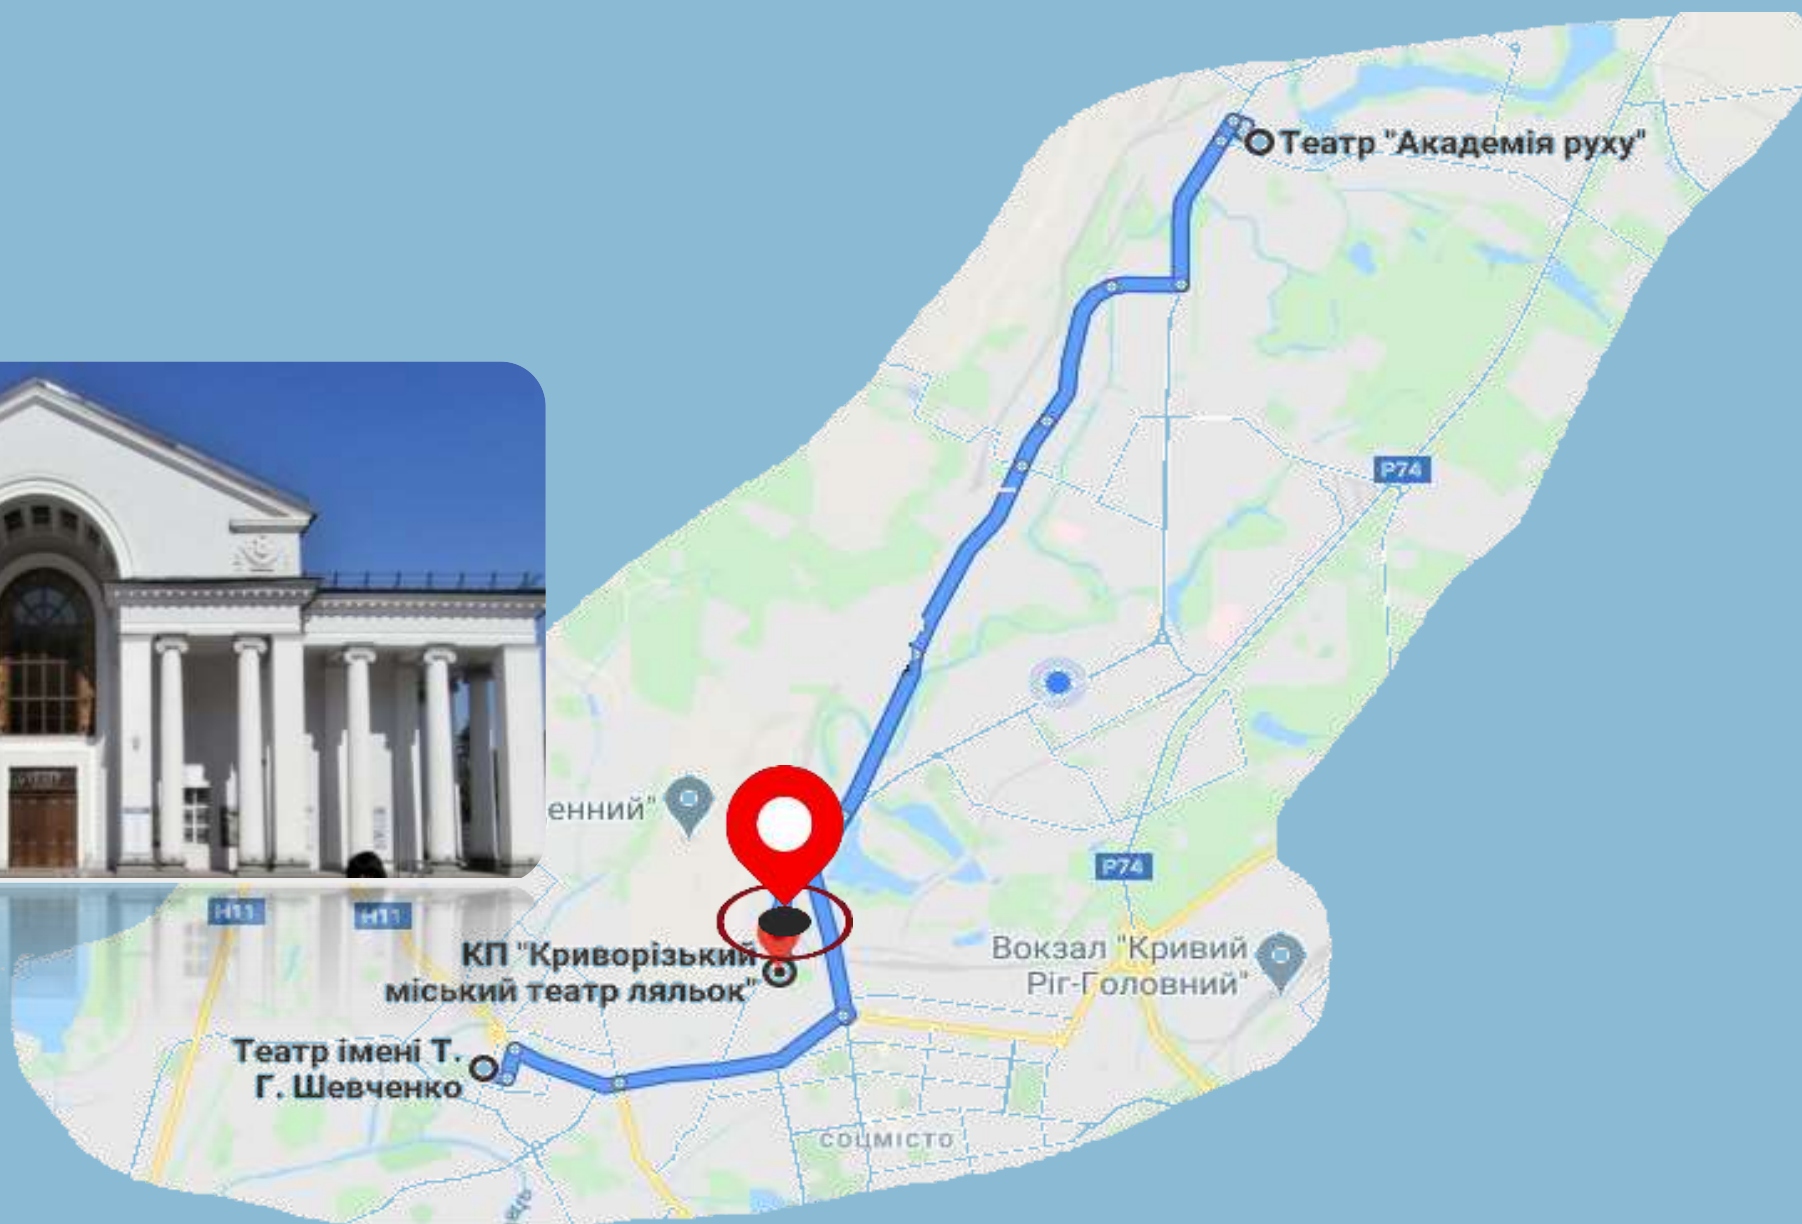 Театр "Академія руху"
P74
енний"
P74
H11
H11
КП "Криворізький
міський театр ляльок"
Вокзал "Кривий
Ріг-Головний"
Театр імені Т.
Г. Шевченко
СОЦМІСТО